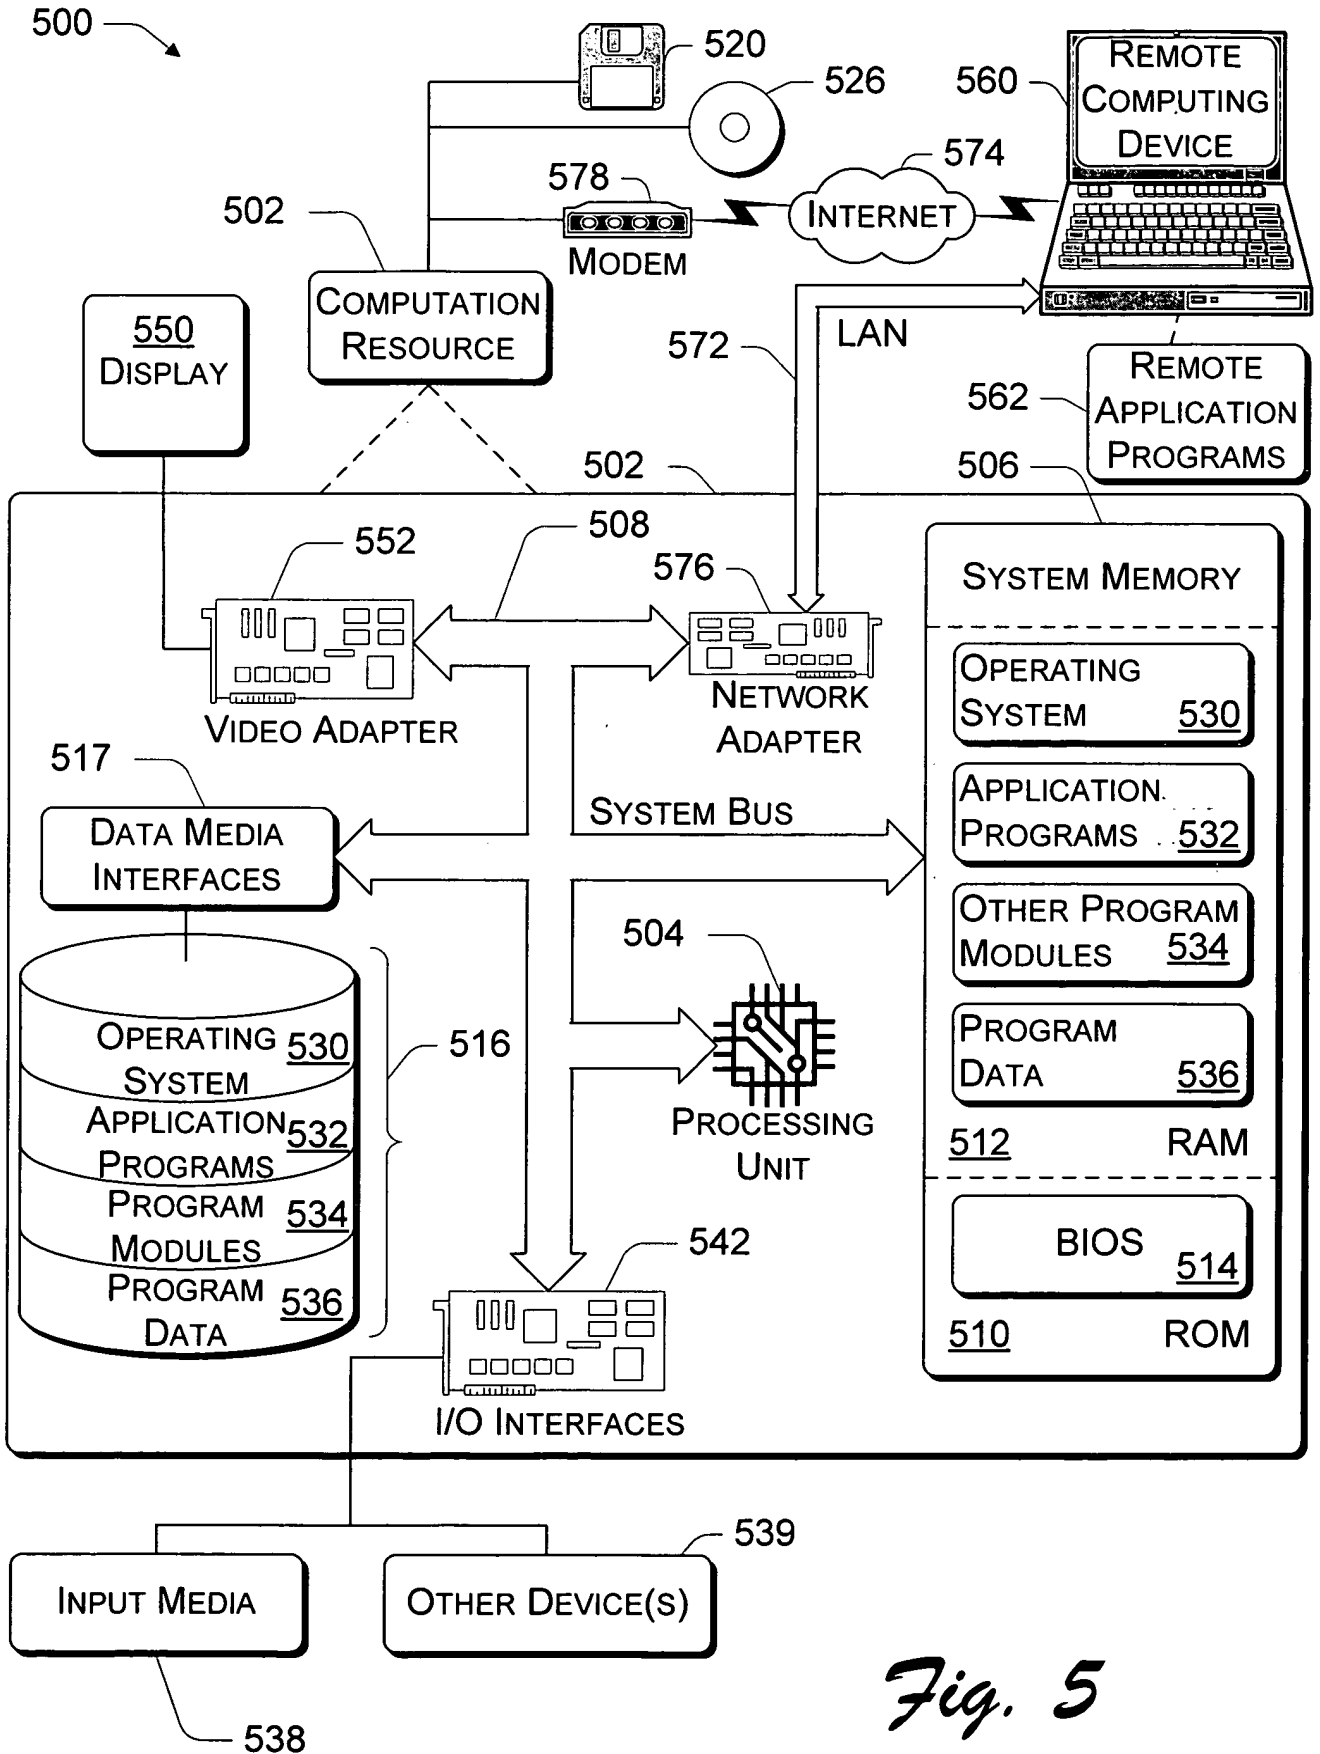 500
520
526
560
REMOTE
COMPUTING
DEVICE
574
578
INTERNET
502
MODEM
COMPUTATION
RESOURCE
550
DISPLAY
LAN
572
REMOTE
APPLICATION
PROGRAMS
562
502
506
508
552
576
SYSTEM MEMORY
OPERATING
SYSTEM 530
VIDEO ADAPTER
NETWORK
ADAPTER
517
APPLICATION
PROGRAMS 532
SYSTEM BUS
DATA MEDIA
INTERFACES
OTHER PROGRAM
MODULES 534
504
PROGRAM
DATA 536
OPERATING 530
SYSTEM
516
APPLICATION 532
PROGRAMS
PROCESSING
UNIT
512 RAM
PROGRAM 534
MODULES
542
BIOS
514
PROGRAM 536
DATA
510 ROM
I/O INTERFACES
539
INPUT MEDIA
OTHER DEVICE(S)
538
Fig. 5